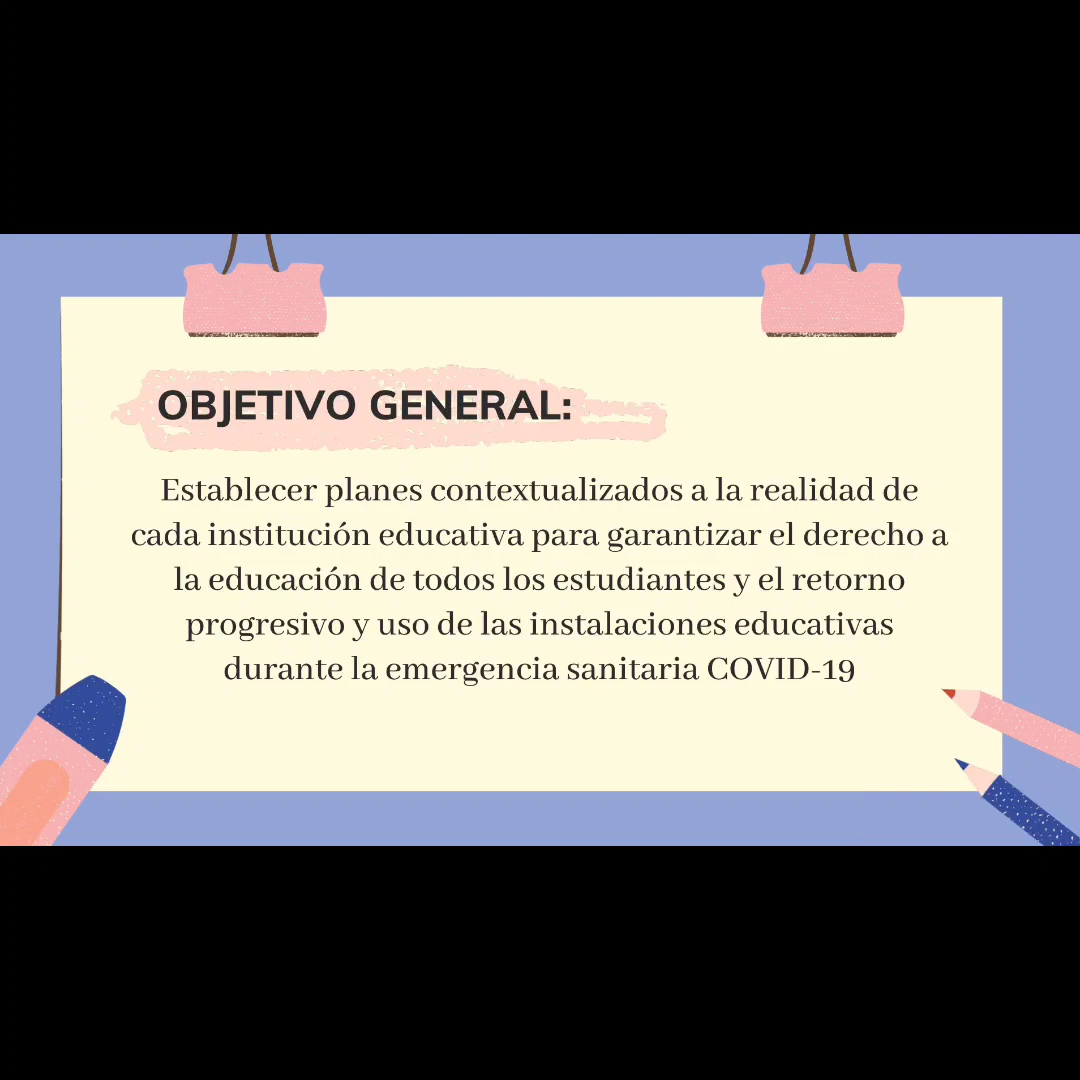 OBJETIVO GENERAL:
Establecer planes contextualizados a la realidad de
cada institución educativa para garantizar el derecho a
la educación de todos los estudiantes y el retorno
progresivo y uso de las instalaciones educativas
durante la emergencia sanitaria COVID-19